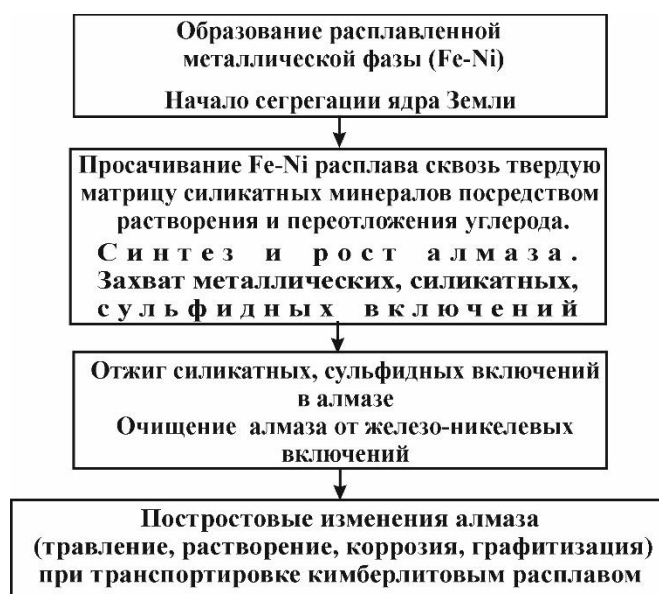 Образование расплавленной
металлической фазы (Fe-Ni)
Начало сегрегации ядра Земли
Просачивание Fe-Ni расплава сквозь твердую
матрицу силикатных минералов посредством
растворения и переотложения углерода.
Синтез и рост алмаза.
Захват металлических, силикатных,
сульфидных включений
Отжиг силикатных, сульфидных включений
в алмазе
Очищение алмаза от железо-никелевых
включений
Постростовые изменения алмаза
(травление, растворение, коррозия, графитизация)
при транспортировке кимберлитовым расплавом